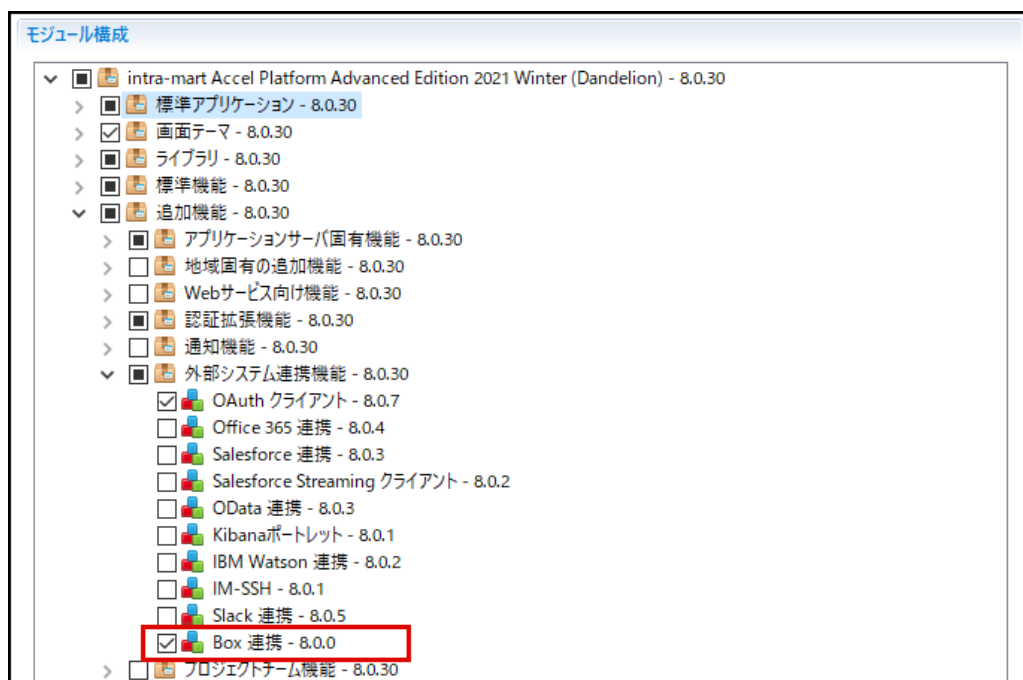 モジュール構成
intra-mart Accel Platform Advanced Edition 2021 Winter (Dandelion) - 8.0.30
標準アプリケーション - 8.0.30
画面テーマ - 8.0.30
ライブラリ - 8.0.30
標準機能 - 8.0.30
追加機能 - 8.0.30
アプリケーションサーバ固有機能 - 8.0.30
地域固有の追加機能 - 8.0.30
Webサービス向け機能 - 8.0.30
認証拡張機能 - 8.0.30
通知機能 - 8.0.30
外部システム連携機能 - 8.0.30
OAuth クライアント - 8.0.7
Office 365 連携 - 8.0.4
Salesforce 連携 - 8.0.3
Salesforce Streaming クライアント - 8.0.2
OData 連携 - 8.0.3
Kibanaポートレット - 8.0.1
IBM Watson 連携 - 8.0.2
IM-SSH - 8.0.1
Slack 連携 - 8.0.5
Box 連携 - 8.0.0
プロジェクトチーム機能 - 8.0.30